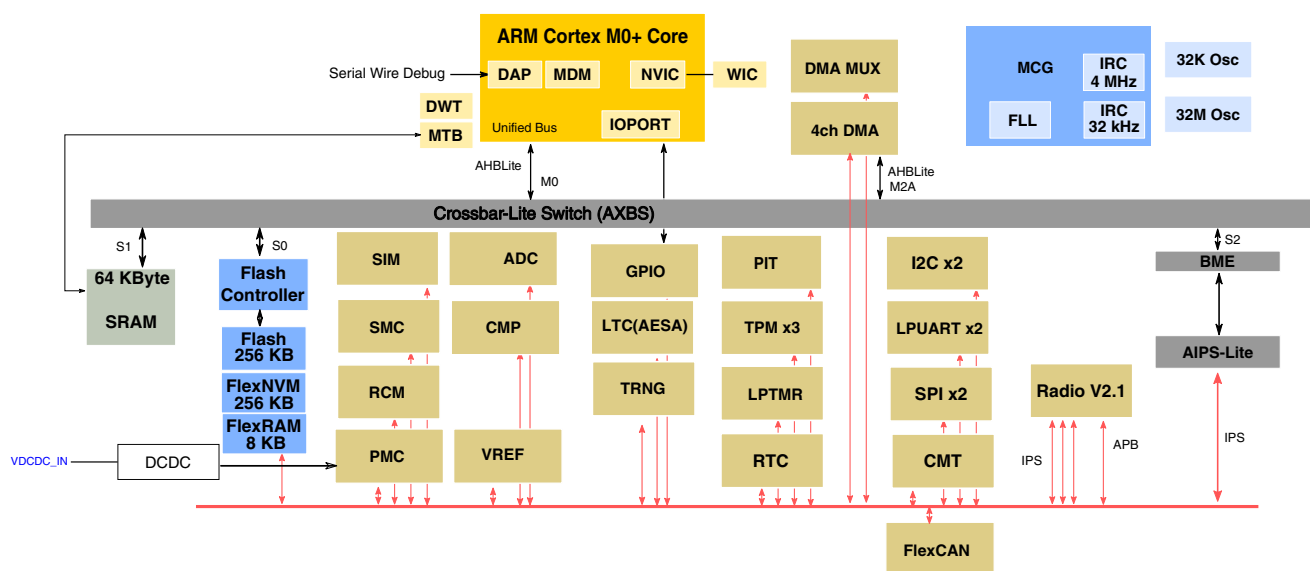 ARM Cortex M0+ Core
Serial Wire Debug
DAP
MDM
NVIC
WIC
DWT
MTB
Unified Bus
IOPORT
DMA MUX
4ch DMA
MCG
IRC
4 MHz
FLL
IRC
32 kHz
32K Osc
32M Osc
AHBLite
M0
AHBLite
M2A
Crossbar-Lite Switch (AXBS)
S1
S0
S2
64 KByte
SRAM
Flash
Controller
Flash
256 KB
FlexNVM
256 KB
FlexRAM
8 KB
VDCDC_IN
DCDC
SIM
SMC
RCM
PMC
ADC
CMP
VREF
GPIO
LTC(AESA)
TRNG
PIT
TPM x3
LPTMR
RTC
I2C x2
LPUART x2
SPI x2
CMT
Radio V2.1
IPS
APB
BME
AIPS-Lite
IPS
FlexCAN